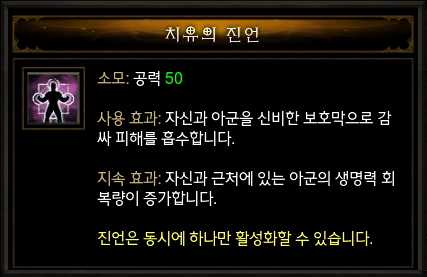 치유의 진언
소모: 공력 50
사용 효과: 자신과 아군을 신비한 보호막으로 감
싸 피해를 흡수합니다.
지속 효과: 자신과 근처에 있는 아군의 생명력 회
복량이 증가합니다.
진언은 동시에 하나만 활성화할 수 있습니다.